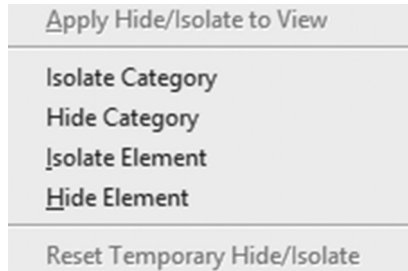 Apply Hide/Isolate to View
Isolate Category
Hide Category
Isolate Element
Hide Element
Reset Temporary Hide/Isolate